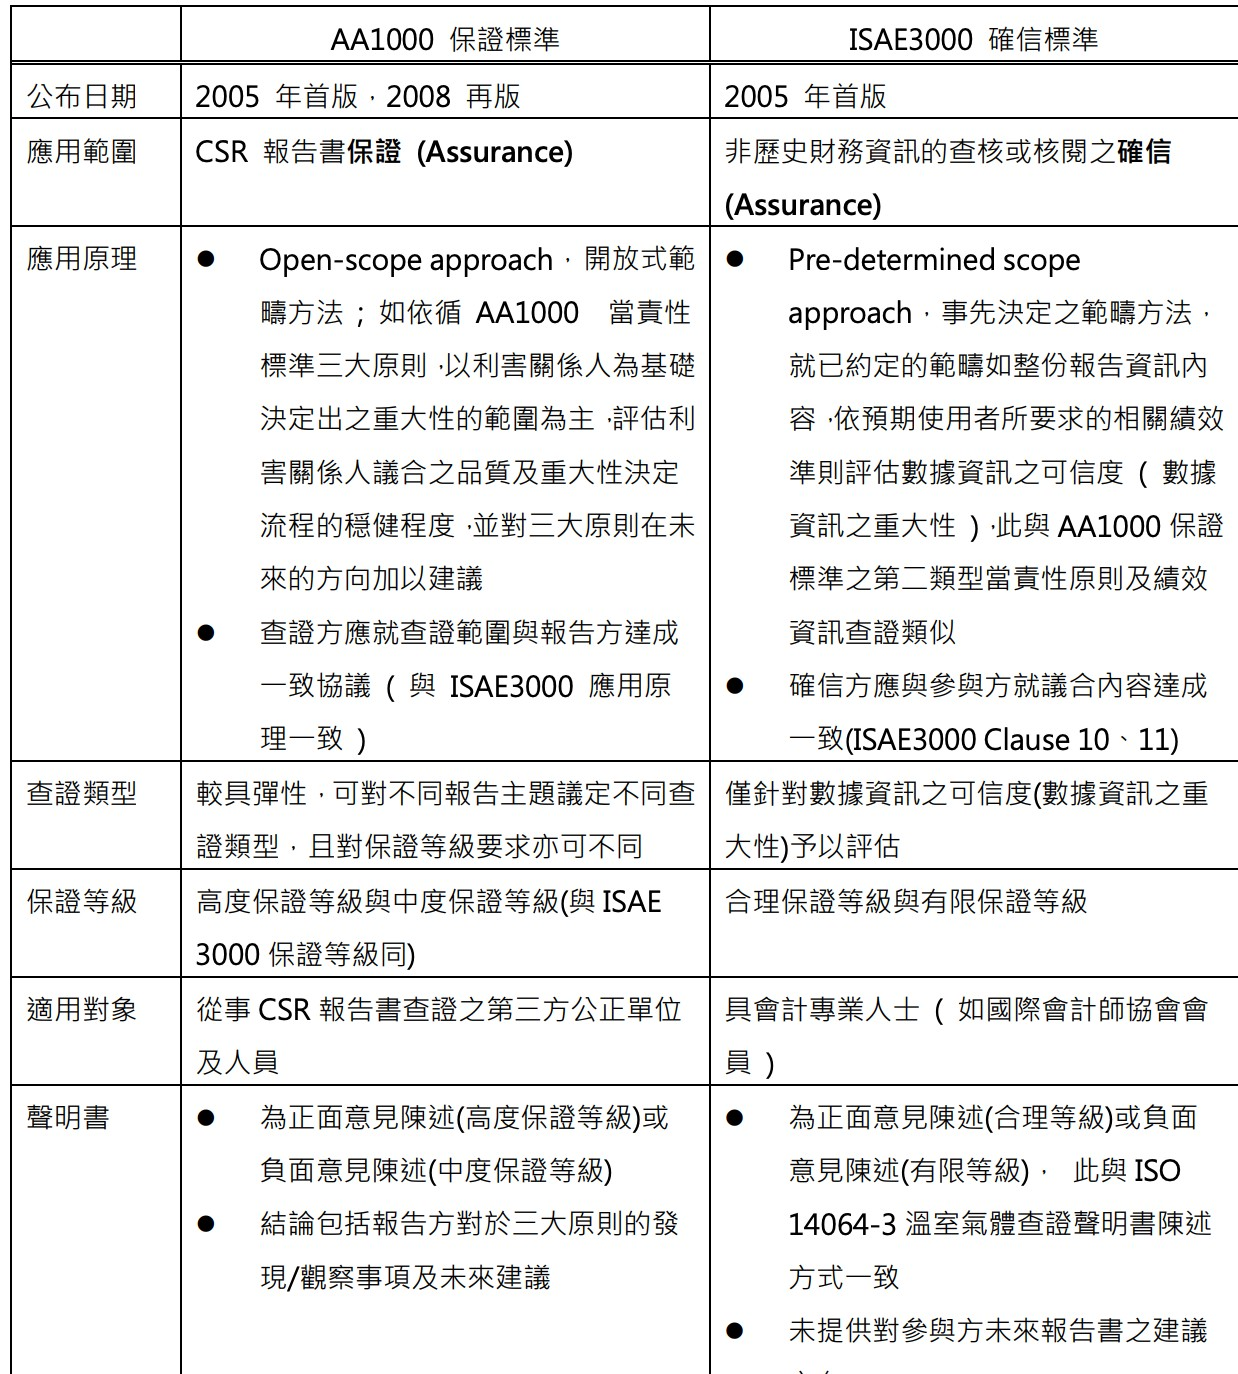 AA1000 保證標準
ISAE3000 確信標準
公布日期
2005 年首版，2008 再版
2005 年首版
應用範圍
CSR 報告書保證 (Assurance)
非歷史財務資訊的查核或核閱之確信
(Assurance)
應用原理
● Open-scope approach，開放式範
疇方法；如依循 AA1000 當責性
標準三大原則，以利害關係人為基礎
決定出之重大性的範圍為主，評估利
害關係人議合之品質及重大性決定
流程的穩健程度，並對三大原則在未
來的方向加以建議
● 查證方應就查證範圍與報告方達成
一致協議 ( 與 ISAE3000 應用原
理一致 )
● Pre-determined scope
approach，事先決定之範疇方法，
就已約定的範疇如整份報告資訊內
容，依預期使用者所要求的相關績效
準則評估數據資訊之可信度 ( 數據
資訊之重大性 )，此與 AA1000 保證
標準之第二類型當責性原則及績效
資訊查證類似
● 確信方應與參與方就議合內容達成
一致(ISAE3000 Clause 10、11)
查證類型
較具彈性，可對不同報告主題議定不同查
證類型，且對保證等級要求亦可不同
僅針對數據資訊之可信度(數據資訊之重
大性)予以評估
保證等級
高度保證等級與中度保證等級(與 ISAE
3000 保證等級同)
合理保證等級與有限保證等級
適用對象
從事 CSR 報告書查證之第三方公正單位
及人員
具會計專業人士 ( 如國際會計師協會會
員 )
聲明書
● 為正面意見陳述(高度保證等級)或
負面意見陳述(中度保證等級)
● 結論包括報告方對於三大原則的發
現/觀察事項及未來建議
● 為正面意見陳述(合理等級)或負面
意見陳述(有限等級)， 此與 ISO
14064-3 溫室氣體查證聲明書陳述
方式一致
● 未提供對參與方未來報告書之建議